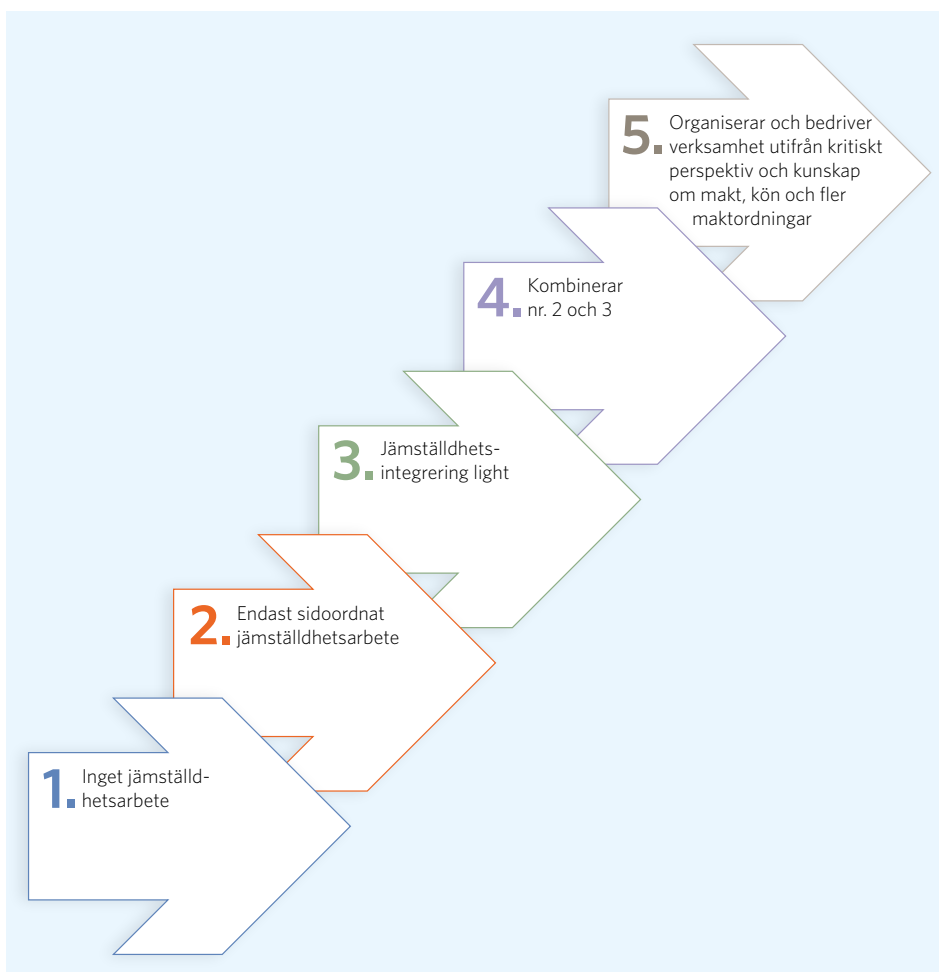 5. Organiserar och bedriver
verksamhet utifrån kritiskt
perspektiv och kunskap
om makt, kön och fler
maktordningar
4. Kombinerar
nr. 2 och 3
3. Jämställdhets-
integrering light
2. Endast sidoordnat
jämställdhetsarbete
1. Inget jämställd-
hetsarbete